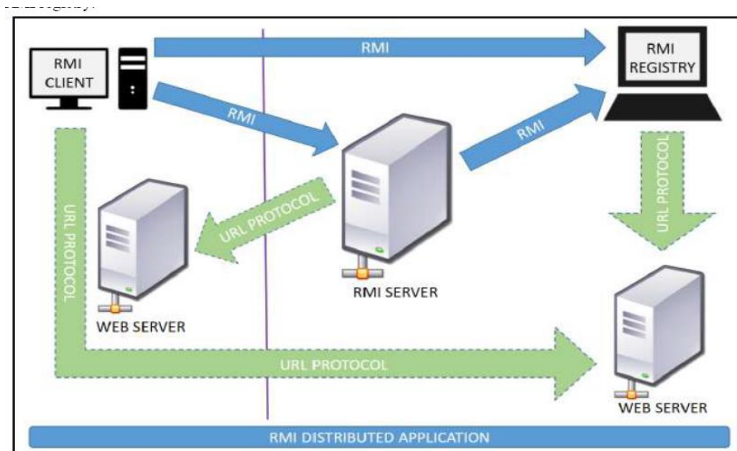 registry.
RMI
RMI
CLIENT
RMI
REGISTRY
RMI
RMI
URL PROTOCOL
URL PROTOCOL
URL
PROTOCOL
RMI SERVER
WEB SERVER
URL PROTOCOL
WEB SERVER
RMI DISTRIBUTED APPLICATION